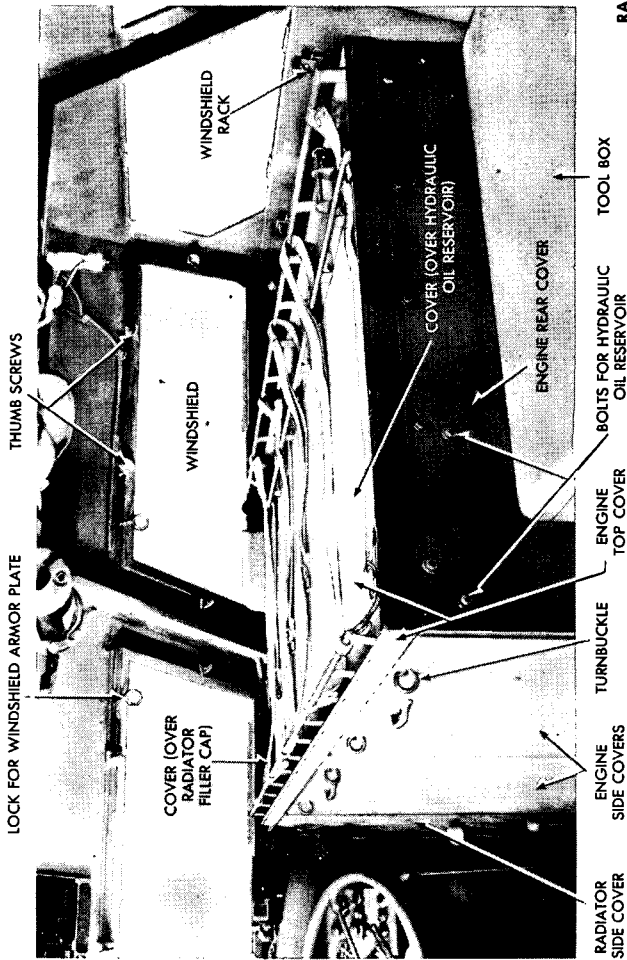 LOCK FOR WINDSHIELD ARMOR PLATE
THUMB SCREWS
WINDSHIELD
RACK
WINDSHIELD
COVER (OVER
RADIATOR
FILLER CAP)
COVER (OVER HYDRAULIC
OIL RESERVOIR)
ENGINE REAR COVER
RADIATOR
SIDE COVER
ENGINE
SIDE COVERS
TURNBUCKLE
ENGINE
TOP COVER
BOLTS FOR HYDRAULIC
OIL RESERVOIR
TOOL BOX
RA